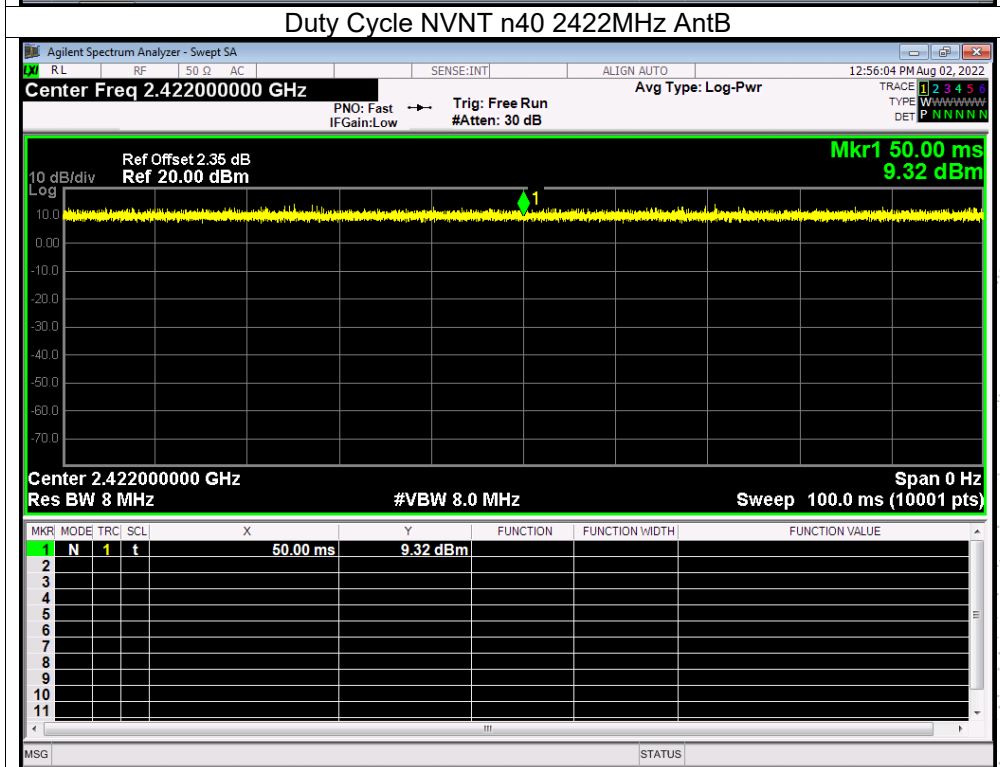 Duty Cycle NVNT n40 2422MHz AntB
Agilent Spectrum Analyzer - Swept SA
LXI RL RF 50 Ω AC SENSE:INT ALIGN AUTO 12:56:04 PM Aug 02, 2022
Center Freq 2.422000000 GHz Avg Type: Log-Pwr TRACE 1 2 3 4 5 6
PNO: Fast Trig: Free Run TYPE WWWWWW
IFGain:Low #Atten: 30 dB DET P N N N N N
Mkr1 50.00 ms
Ref Offset 2.35 dB
10 dB/div Ref 20.00 dBm 9.32 dBm
Log
1
10.0
0.00
-10.0
-20.0
-30.0
-40.0
-50.0
-60.0
-70.0
Center 2.422000000 GHz Span 0 Hz
Res BW 8 MHz #VBW 8.0 MHz Sweep 100.0 ms (10001 pts)
MKR MODE TRC SCL X Y FUNCTION FUNCTION WIDTH FUNCTION VALUE
1 N 1 t 50.00 ms 9.32 dBm
2
3
4
5
6
7
8
9
10
11
MSG STATUS